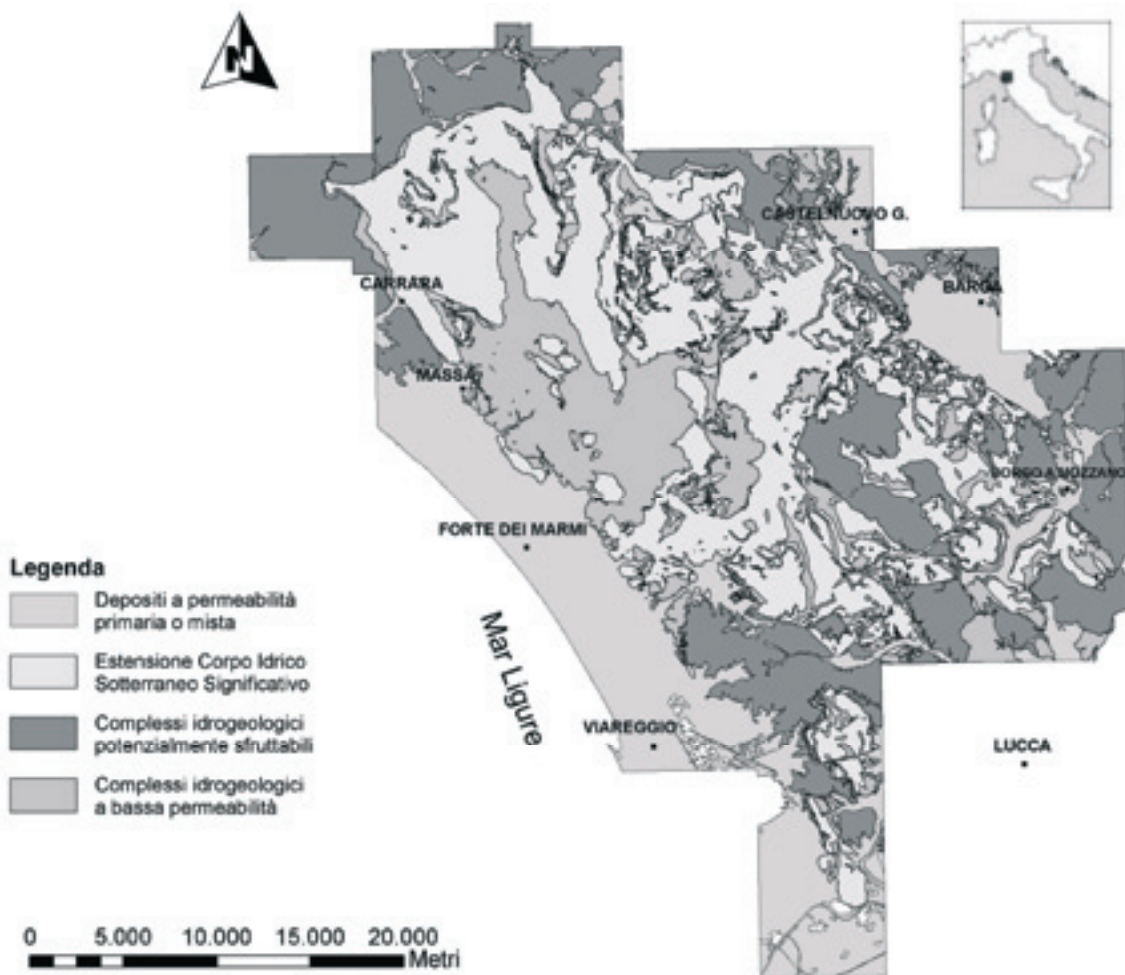 N
CASTELNUOVO G.
CARRARA
BARGA
MASSA
BORGO A MOZZANO
FORTE DEI MARMI
Legenda
Depositi a permeabilità
primaria o mista
Estensione Corpo Idrico
Sotterraneo Significativo
Complessi idrogeologici
potenzialmente sfruttabili
Complessi idrogeologici
a bassa permeabilità
Mar Ligure
VIAREGGIO
LUCCA
0 5.000 10.000 15.000 20.000
Metri